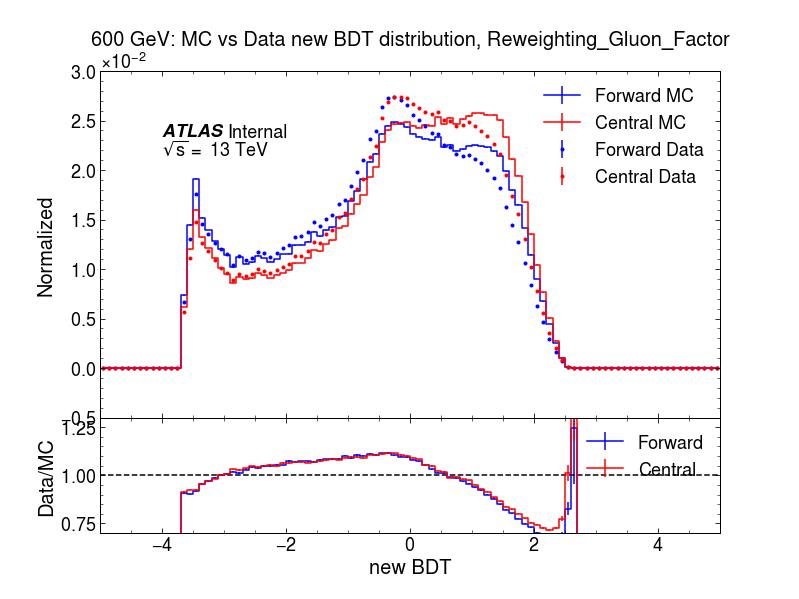 600 GeV: MC vs Data new BDT distribution, Reweighting_Gluon_Factor
×10⁻²
3.0
2.5
2.0
1.5
1.0
0.5
0.0
0.5
Normalized
ATLAS Internal
√s = 13 TeV
Forward MC
Central MC
Forward Data
Central Data
1.25
1.00
0.75
Data/MC
Forward
Central
−4
−2
0
2
4
new BDT